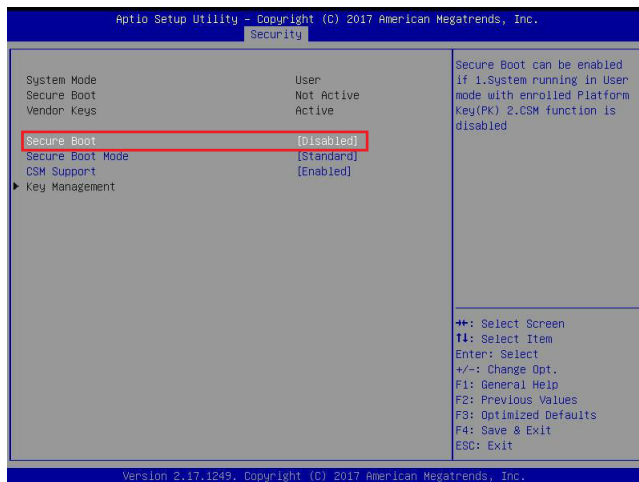 Aptio Setup Utility – Copyright (C) 2017 American Megatrends, Inc.
Security
System Mode User
Secure Boot Not Active
Vendor Keys Active
Secure Boot [Disabled]
Secure Boot Mode [Standard]
CSM Support [Enabled]
Key Management
Secure Boot can be enabled
if 1.System running in User
mode with enrolled Platform
Key(PK) 2.CSM function is
disabled
→←: Select Screen
↑↓: Select Item
Enter: Select
+/-: Change Opt.
F1: General Help
F2: Previous Values
F3: Optimized Defaults
F4: Save & Exit
ESC: Exit
Version 2.17.1249. Copyright (C) 2017 American Megatrends, Inc.